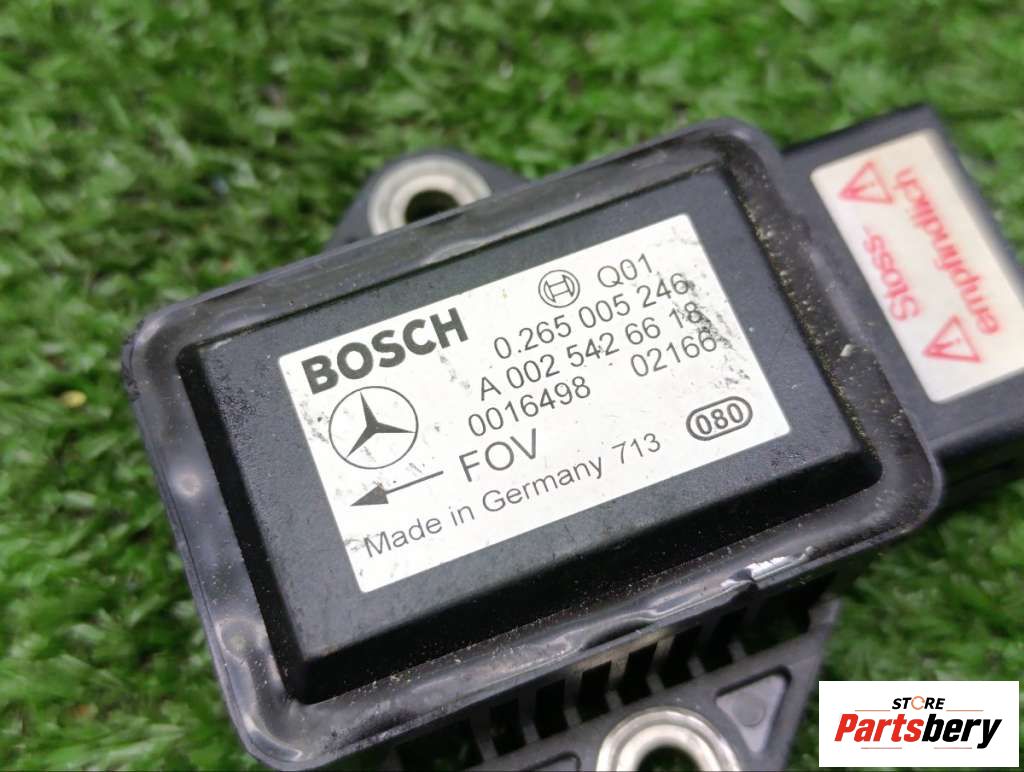 BOSCH
Q01
0.265 005 246
A 002 542 66 18
0016498 02166
FOV
Made in Germany 713
080
Stoss-
empfindlich
STORE
Partsbery